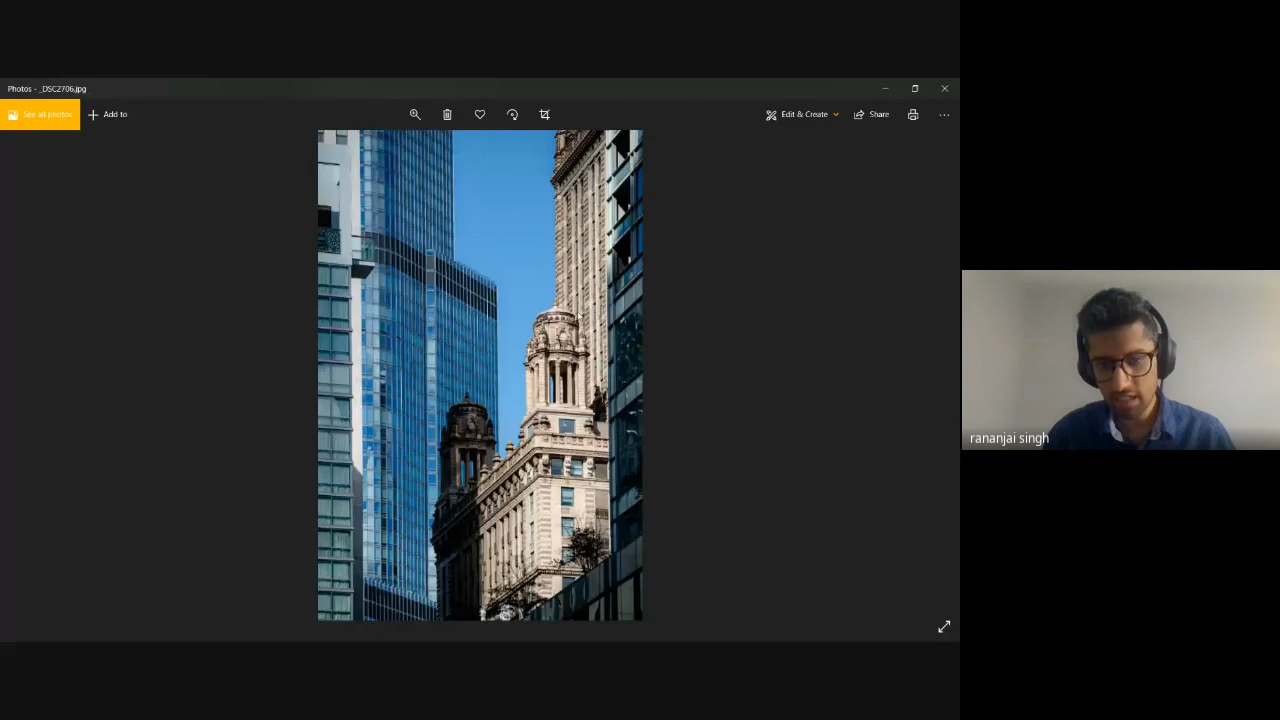 Photos - _DSC2706.jpg
See all photos
Add to
Edit & Create
Share
rananjai singh